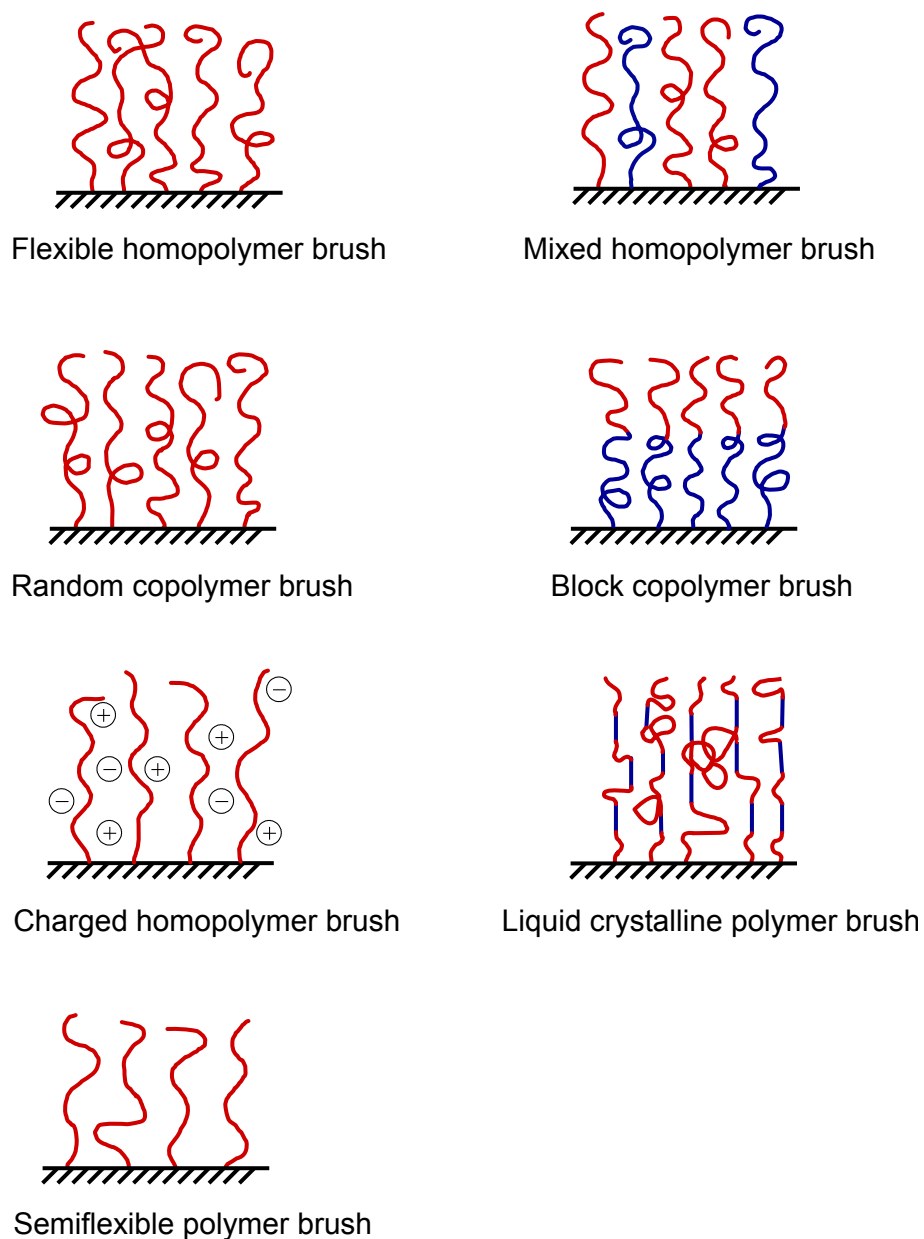 Flexible homopolymer brush
Mixed homopolymer brush
Random copolymer brush
Block copolymer brush
+
−
+
−
+
−
+
−
+
+
Charged homopolymer brush
Liquid crystalline polymer brush
Semiflexible polymer brush